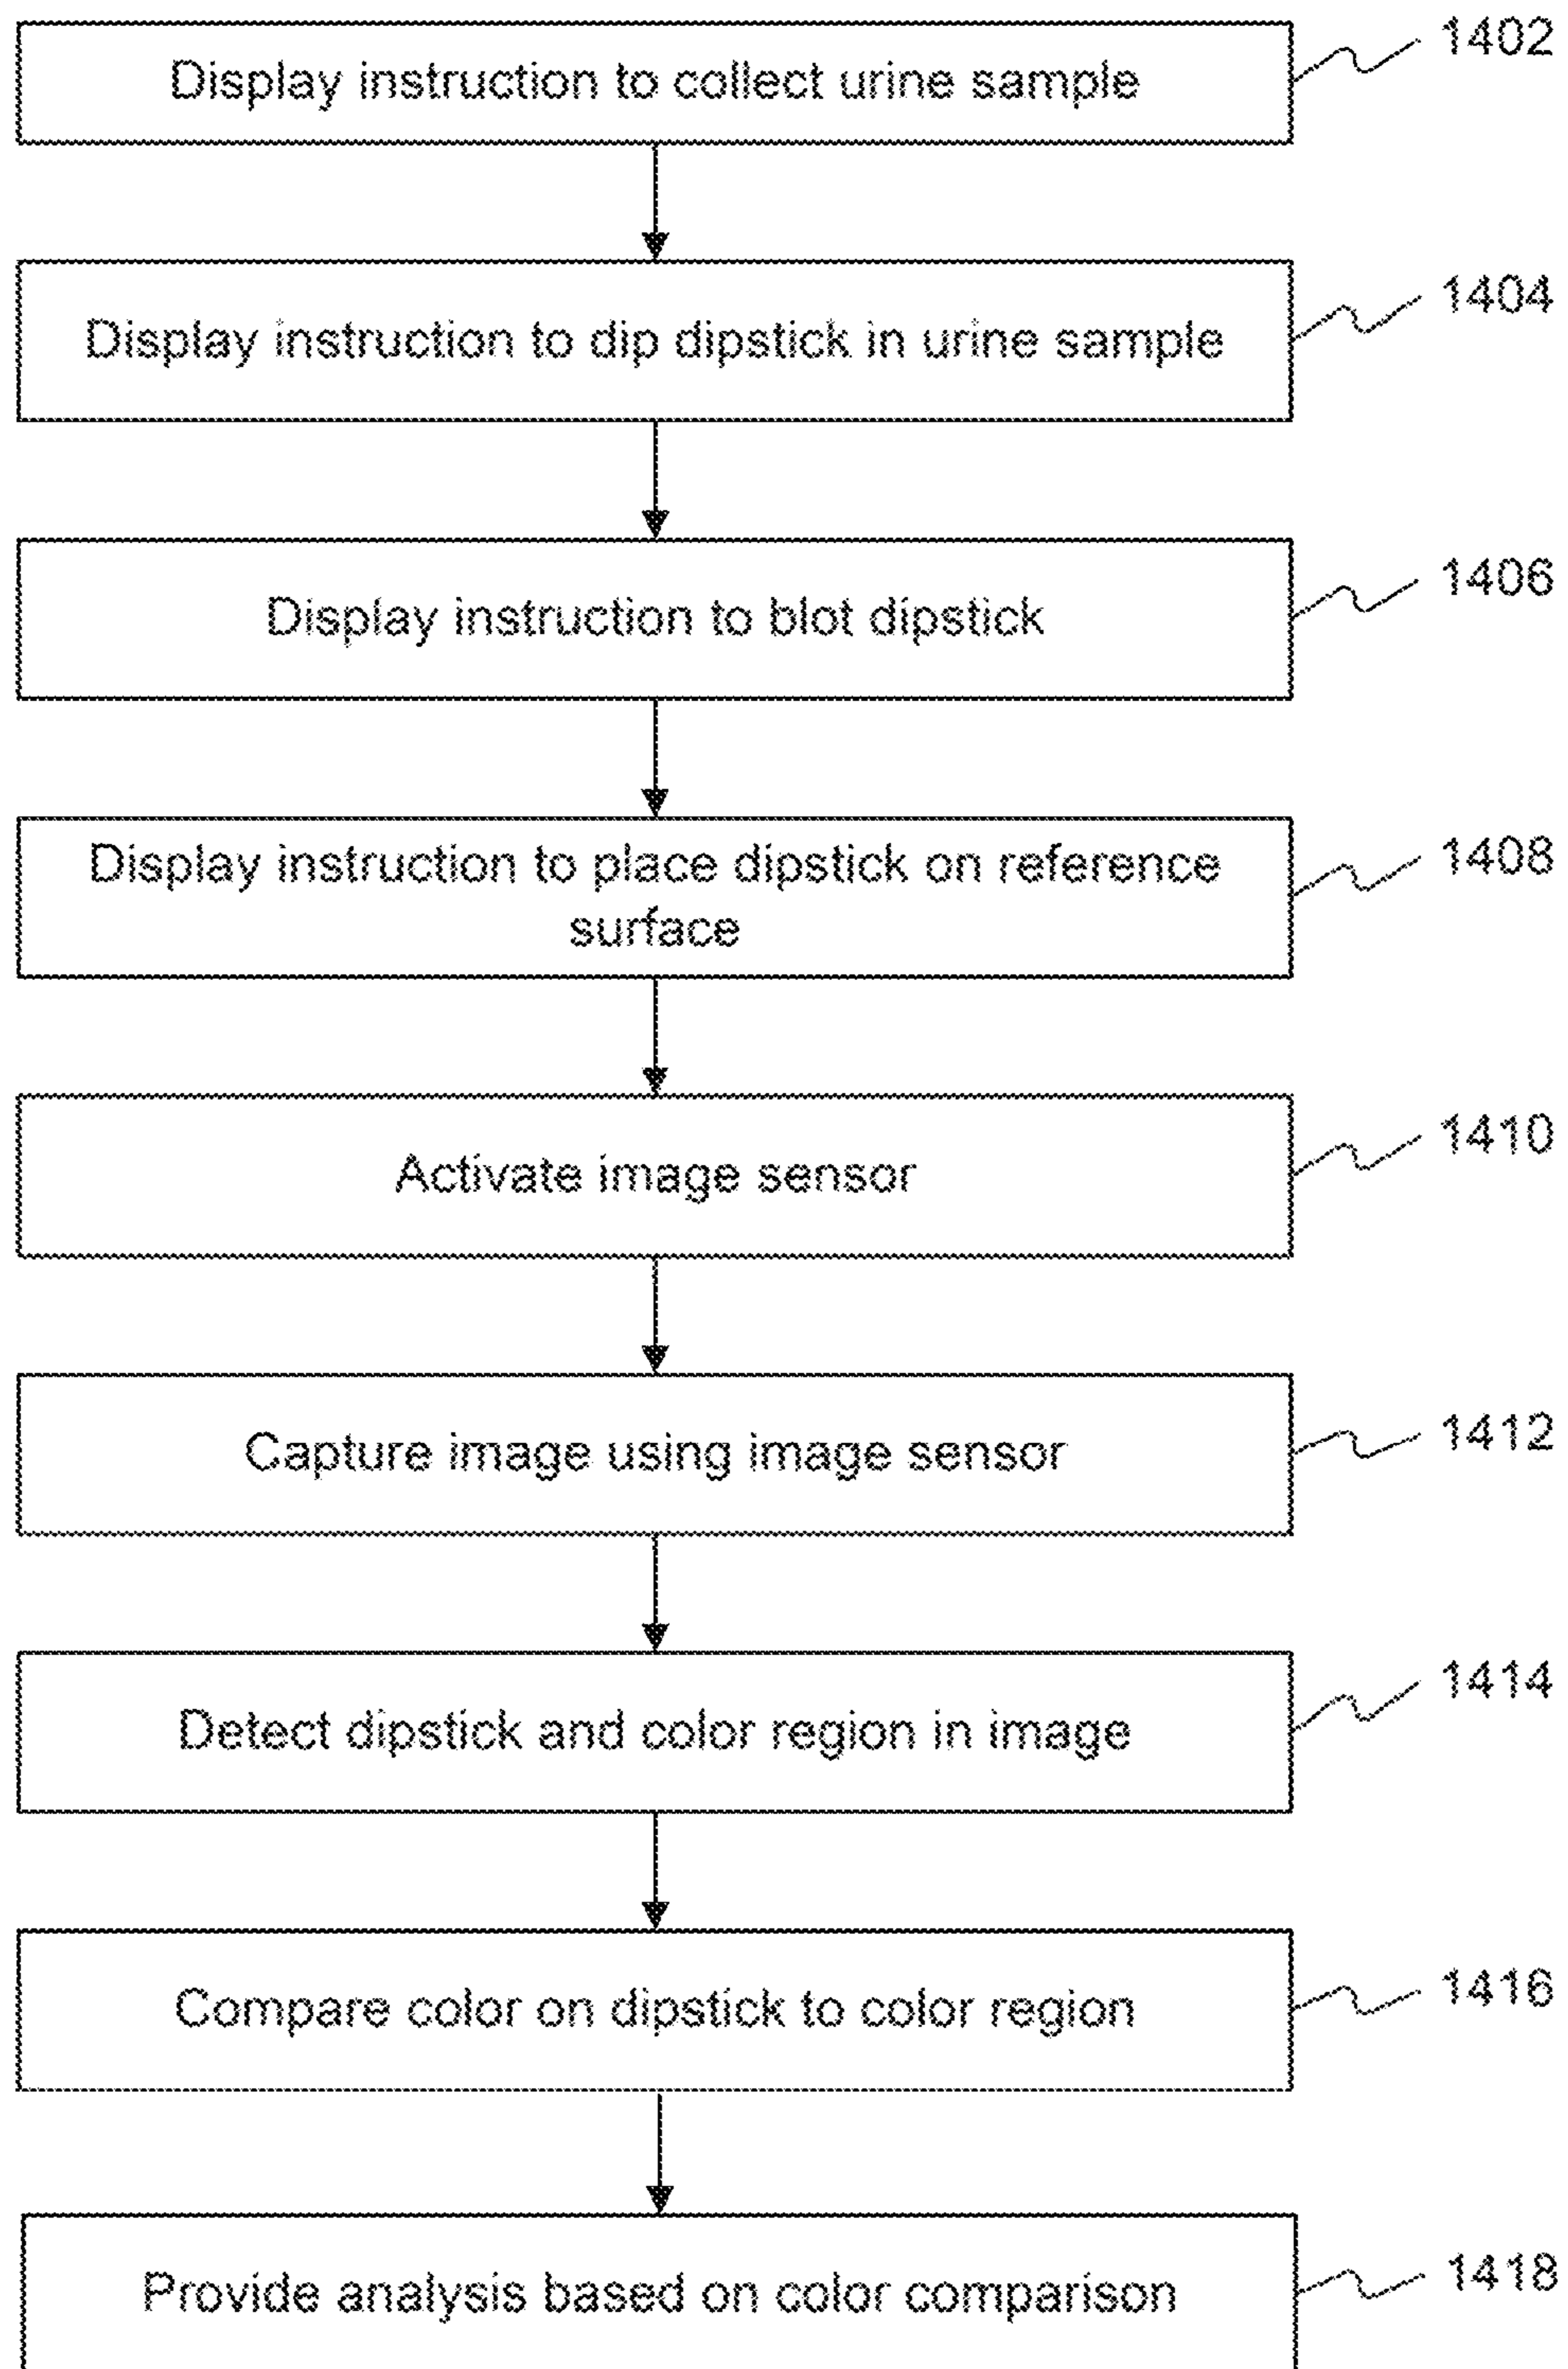 Display instruction to collect urine sample
1402
Display instruction to dip dipstick in urine sample
1404
Display instruction to blot dipstick
1406
Display instruction to place dipstick on reference
surface
1408
Activate image sensor
1410
Capture image using image sensor
1412
Detect dipstick and color region in image
1414
Compare color on dipstick to color region
1416
Provide analysis based on color comparison
1418